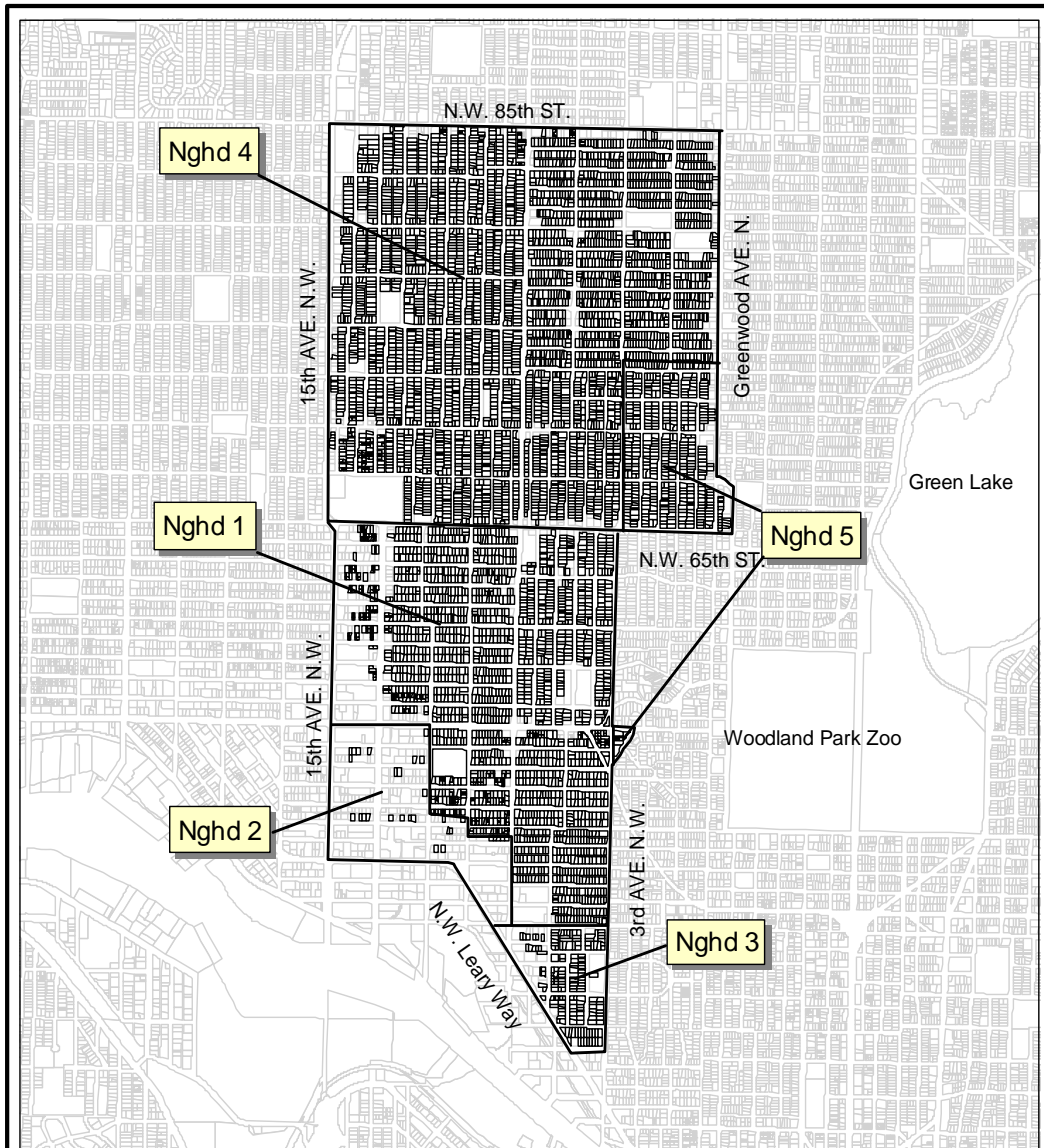 N.W. 85th ST.
Nghd 4
15th AVE. N.W.
Greenwood AVE. N.
Green Lake
Nghd 1
Nghd 5
N.W. 65th ST.
15th AVE. N.W.
Woodland Park Zoo
Nghd 2
3rd AVE. N.W.
N.W. Leary Way
Nghd 3